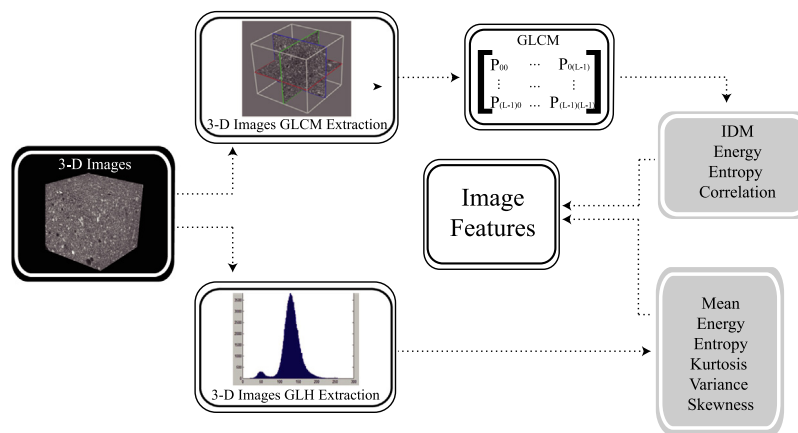 3-D Images GLCM Extraction
GLCM
P00 ... P0(L-1)
⋮ ⋮
P(L-1)0 ... P(L-1)(L-1)
3-D Images
IDM
Energy
Entropy
Correlation
Image
Features
3-D Images GLH Extraction
Mean
Energy
Entropy
Kurtosis
Variance
Skewness